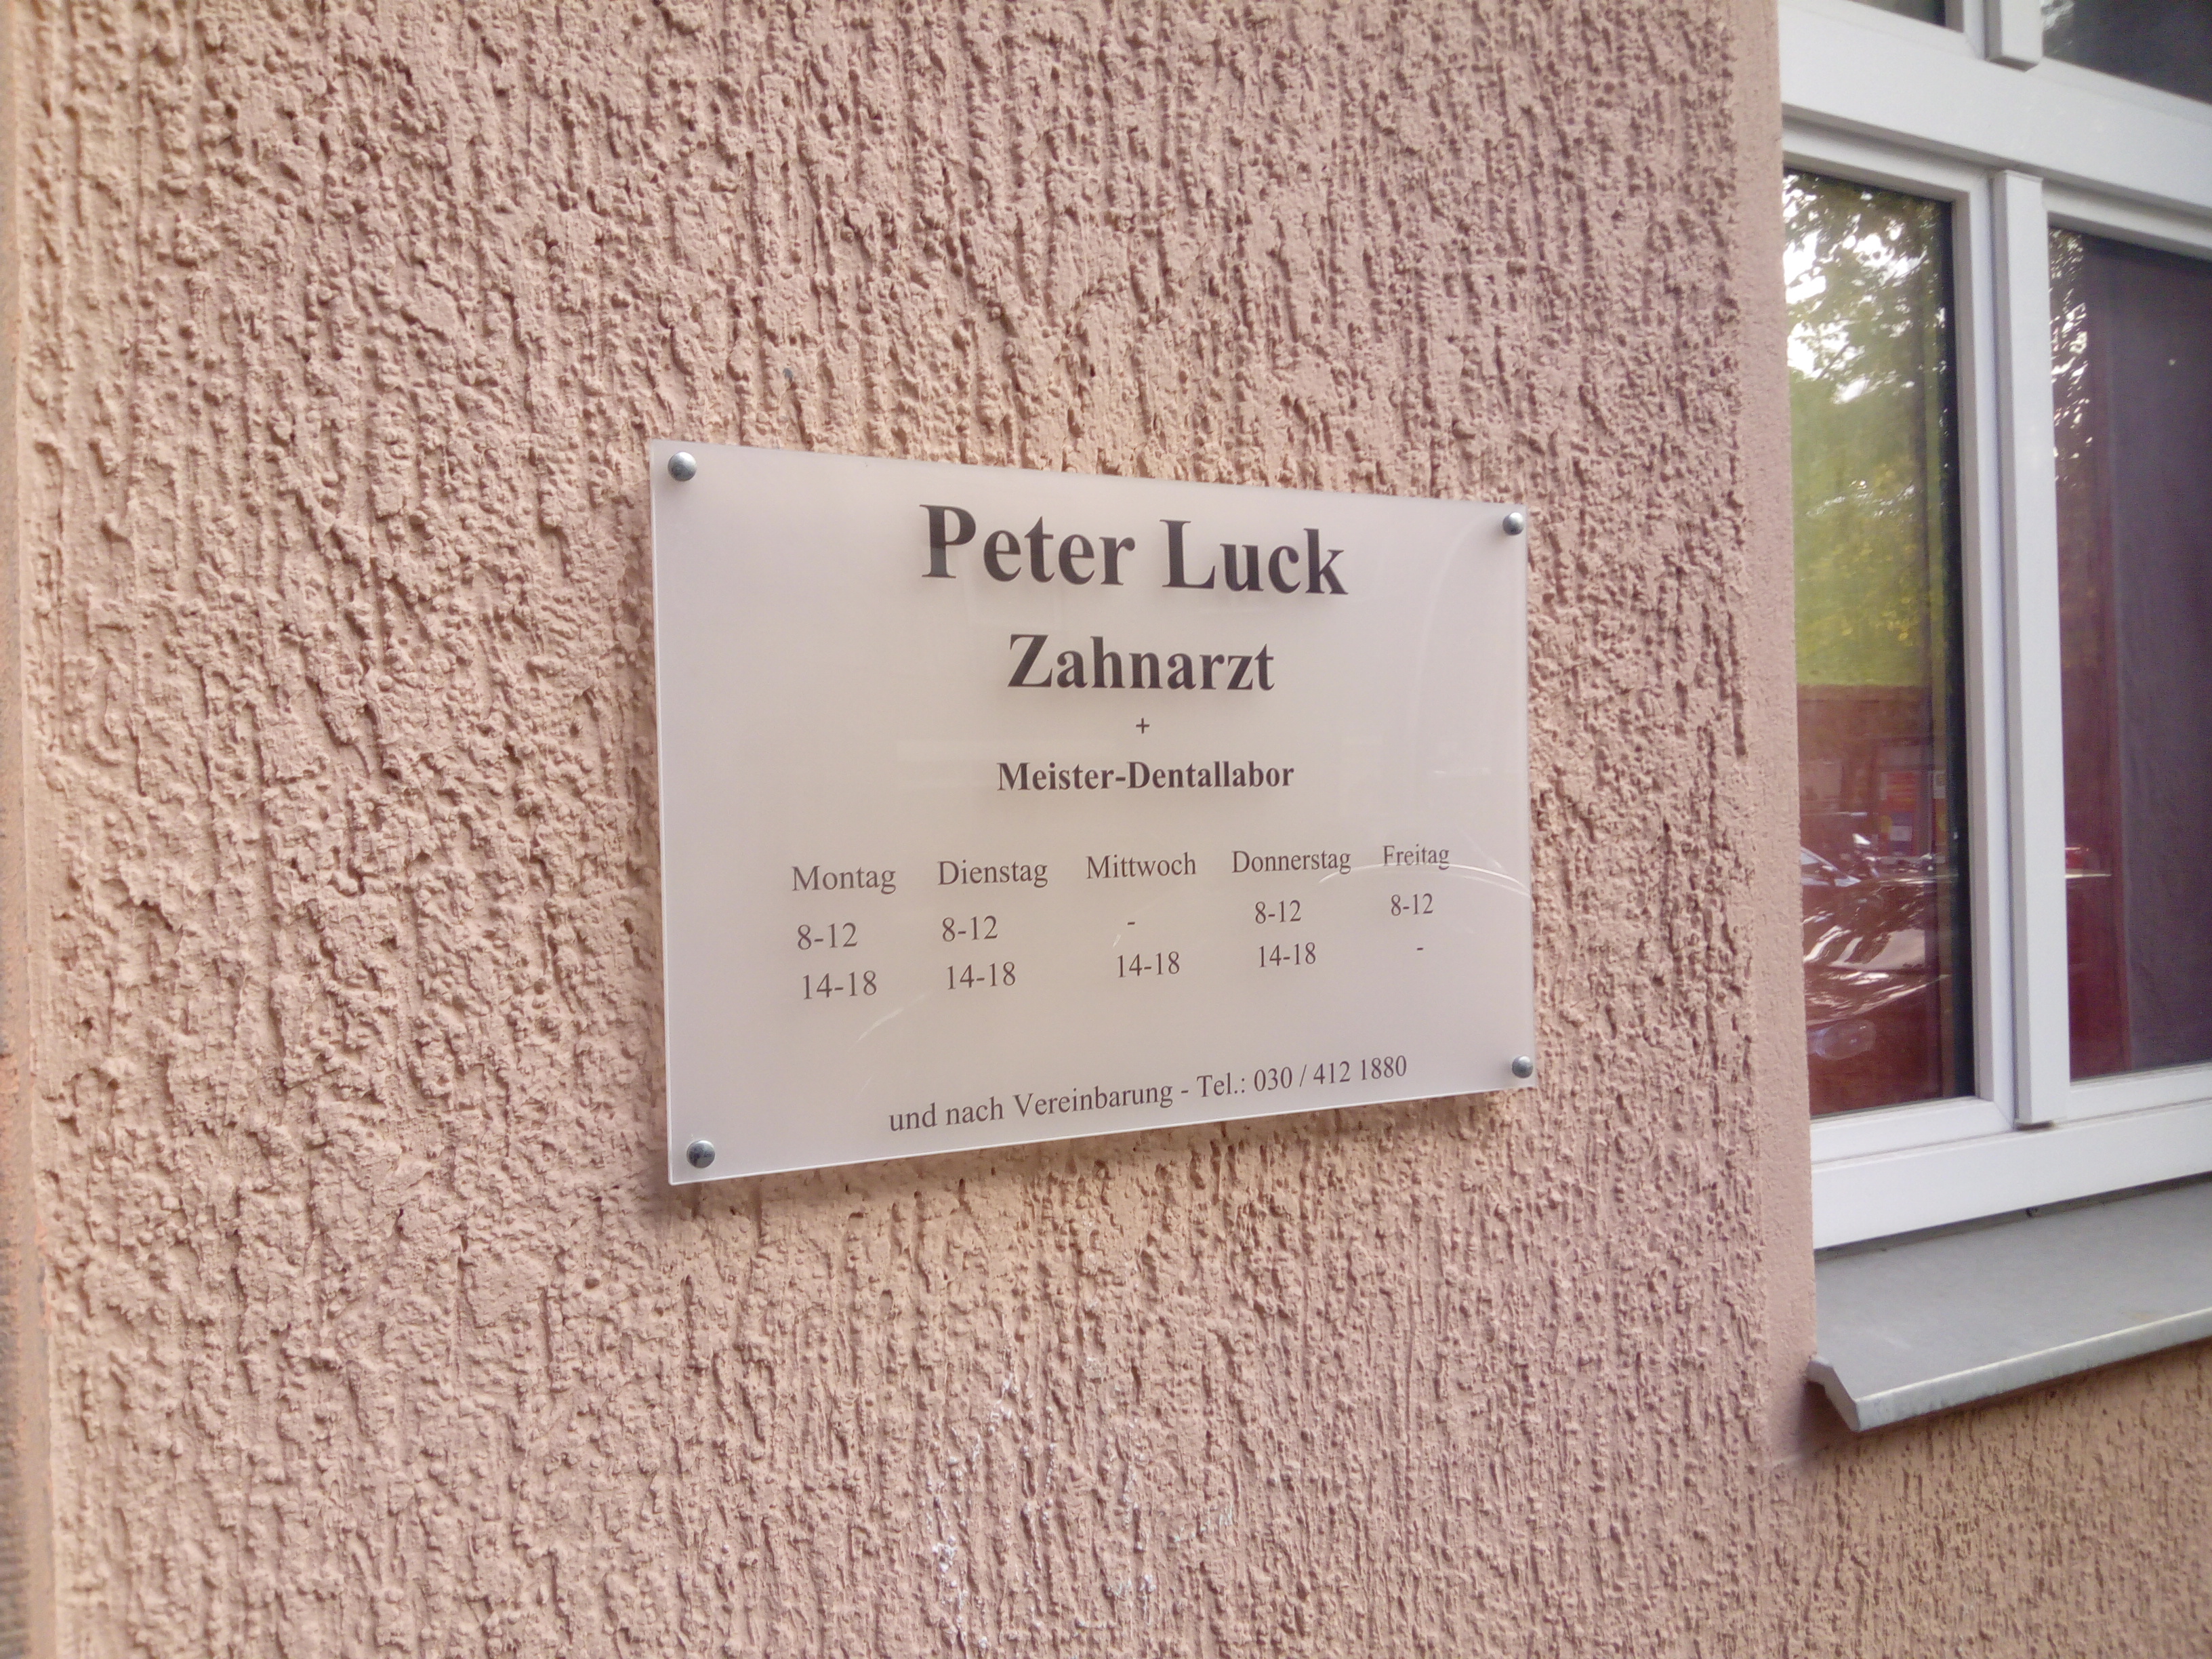 Peter Luck
Zahnarzt
+
Meister-Dentallabor
Montag Dienstag Mittwoch Donnerstag Freitag
8-12 8-12 - 8-12 8-12
14-18 14-18 14-18 14-18 -
und nach Vereinbarung - Tel.: 030 / 412 1880